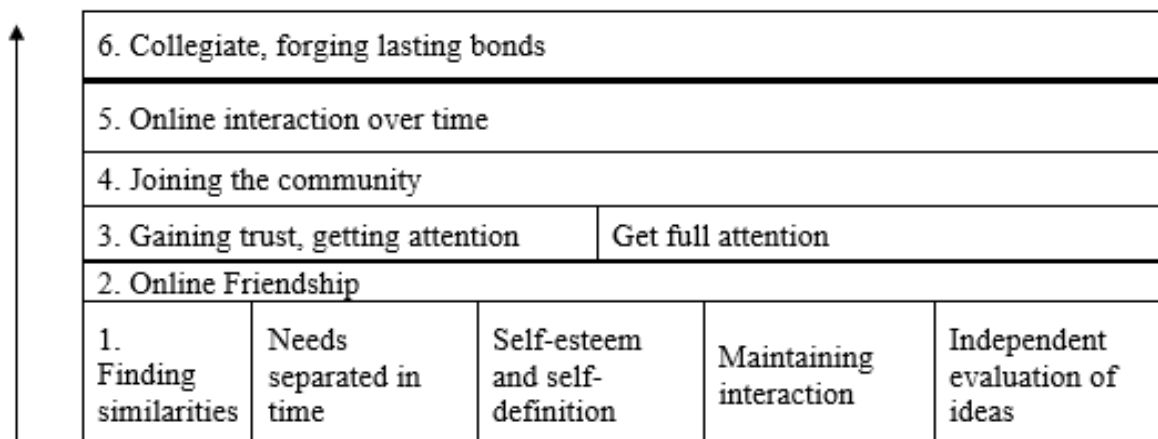 6. Collegiate, forging lasting bonds
5. Online interaction over time
4. Joining the community
3. Gaining trust, getting attention
Get full attention
2. Online Friendship
1.
Finding
similarities
Needs
separated in
time
Self-esteem
and self-
definition
Maintaining
interaction
Independent
evaluation of
ideas